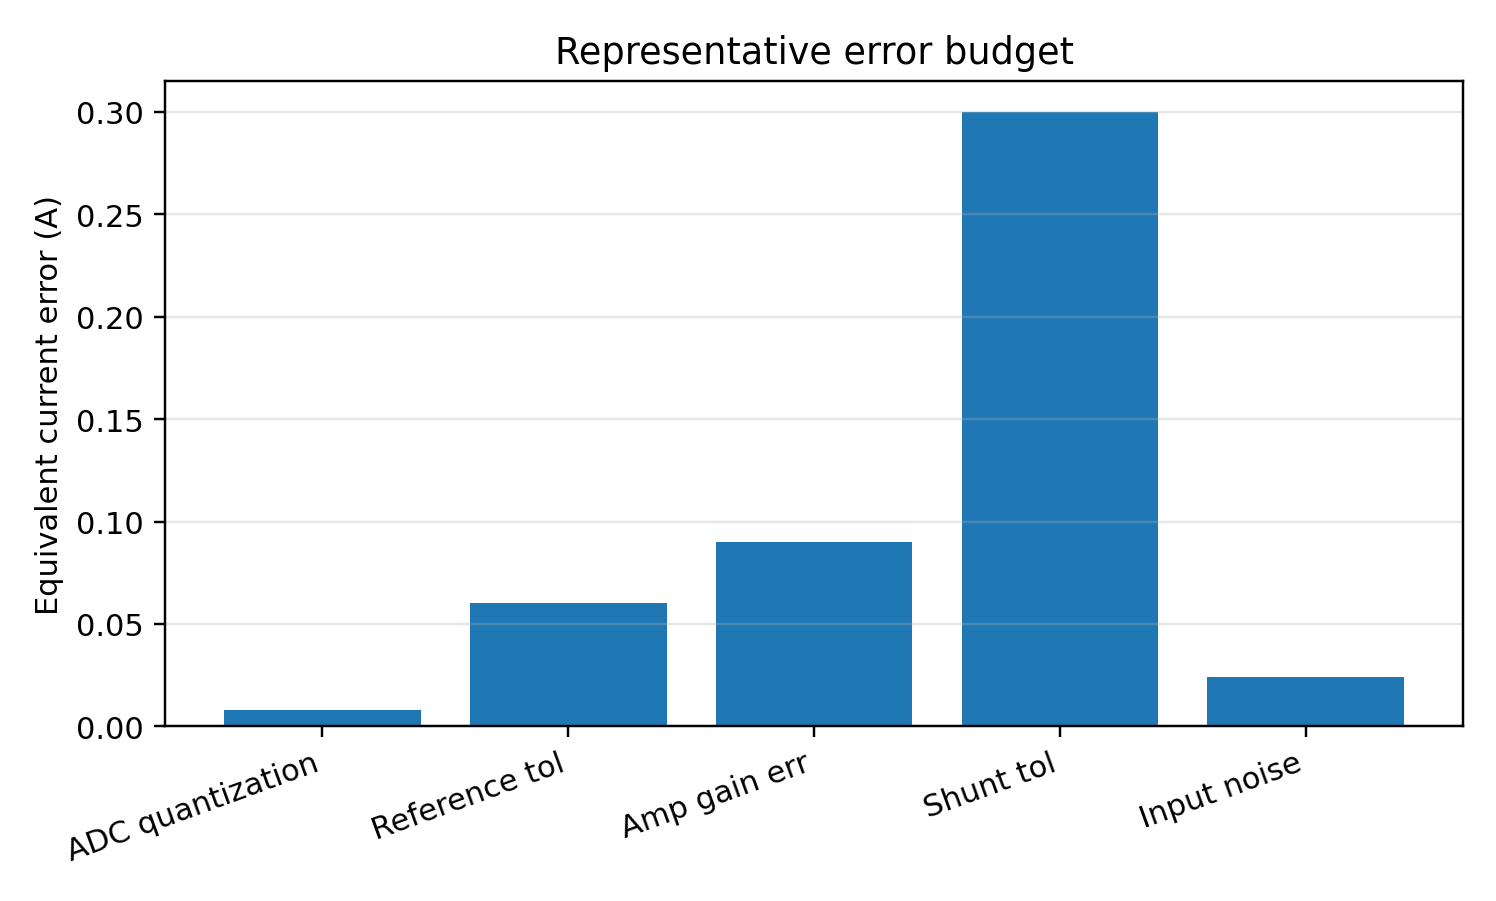 Representative error budget
Equivalent current error (A)
0.30
0.25
0.20
0.15
0.10
0.05
0.00
ADC quantization
Reference tol
Amp gain err
Shunt tol
Input noise